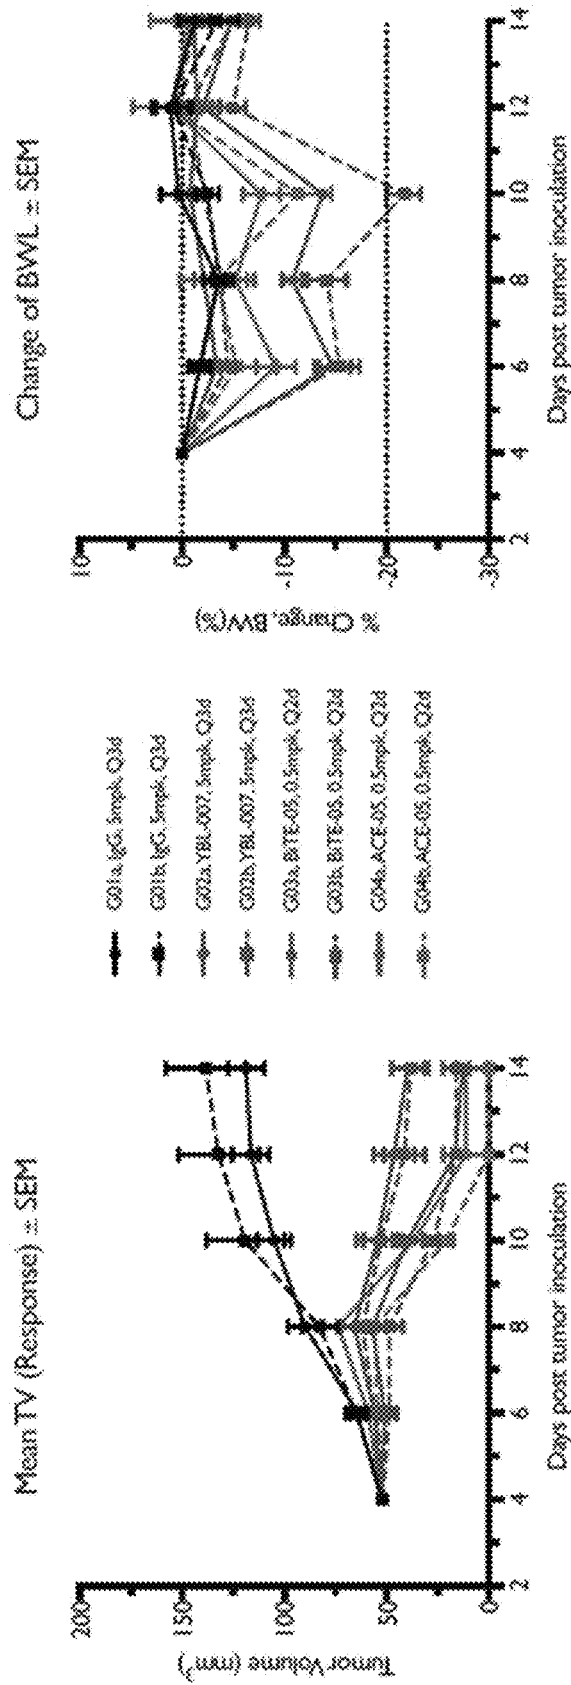 Mean TV (Response) ± SEM
Tumor Volume (mm³)
200
150
100
50
0
2
4
6
8
10
12
14
Days post tumor inoculation
G01a, IgG, 5mpk, Q3d
G01b, IgG, 5mpk, Q3d
G02a, YBL-007, 5mpk, Q3d
G02b, YBL-007, 5mpk, Q3d
G03a, BiTE-05, 0.5mpk, Q2d
G03b, BiTE-05, 0.5mpk, Q2d
G04a, ACE-05, 0.5mpk, Q2d
G04b, ACE-05, 0.5mpk, Q2d
Change of BWL ± SEM
% Change, BW(%)
10
0
-10
-20
-30
2
4
6
8
10
12
14
Days post tumor inoculation